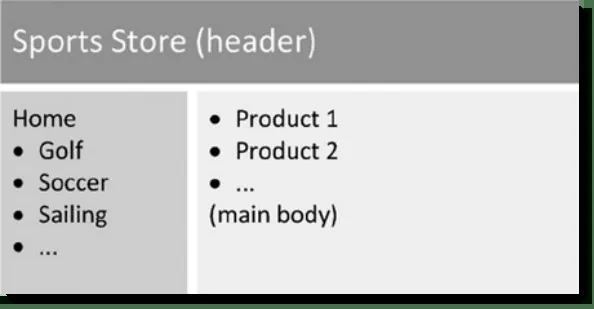 Sports Store (header)
Home
• Golf
• Soccer
• Sailing
• ...
• Product 1
• Product 2
• ...
(main body)